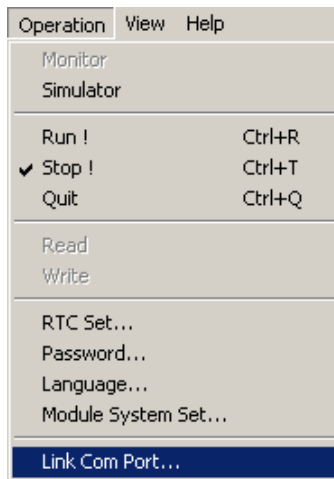 Operation View Help
Monitor
Simulator
Run ! Ctrl+R
Stop ! Ctrl+T
Quit Ctrl+Q
Read
Write
RTC Set...
Password...
Language...
Module System Set...
Link Com Port...